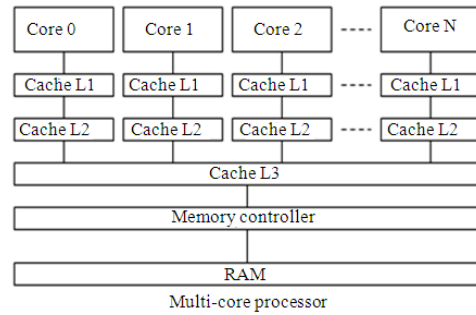 Core 0 Core 1 Core 2 Core N
Cache L1 Cache L1 Cache L1 Cache L1
Cache L2 Cache L2 Cache L2 Cache L2
Cache L3
Memory controller
RAM
Multi-core processor